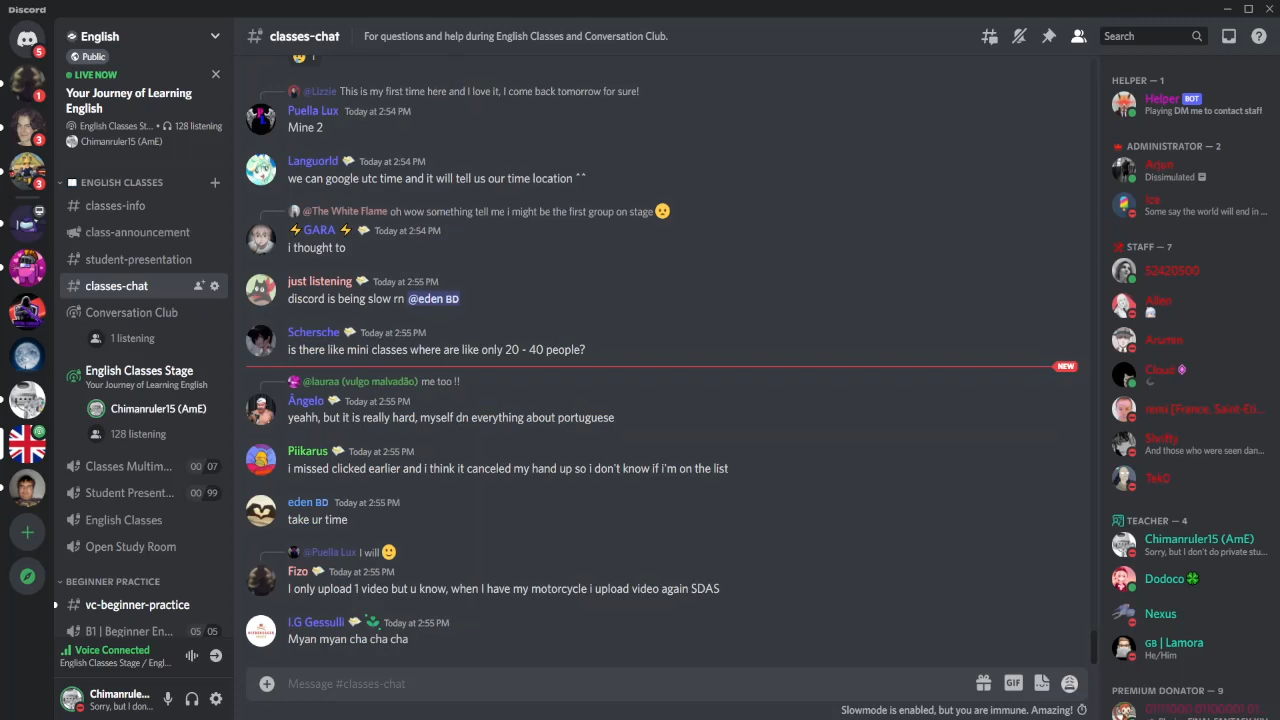 Discord
English
Public
LIVE NOW
Your Journey of Learning
English
English Classes St... • 128 listening
Chimanruler15 (AmE)
ENGLISH CLASSES
classes-info
class-announcement
student-presentation
classes-chat
Conversation Club
1 listening
English Classes Stage
Your Journey of Learning English
Chimanruler15 (AmE)
128 listening
Classes Multim... 00 07
Student Present... 00 99
English Classes
Open Study Room
BEGINNER PRACTICE
vc-beginner-practice
B1 | Beginner En... 05 05
Voice Connected
English Classes Stage / Engl...
Chimanrule...
Sorry, but I don...
5
1
3
3
classes-chat
For questions and help during English Classes and Conversation Club.
Search
1
@Lizzie This is my first time here and I love it, I come back tomorrow for sure!
Puella Lux Today at 2:54 PM
Mine 2
Languorld Today at 2:54 PM
we can google utc time and it will tell us our time location ^^
@The White Flame oh wow something tell me i might be the first group on stage
GARA Today at 2:54 PM
i thought to
just listening Today at 2:55 PM
discord is being slow rn @eden BD
Schersche Today at 2:55 PM
is there like mini classes where are like only 20 - 40 people?
NEW
@lauraa (vulgo malvadão) me too !!
Ângelo Today at 2:55 PM
yeahh, but it is really hard, myself dn everything about portuguese
Piikarus Today at 2:55 PM
i missed clicked earlier and i think it canceled my hand up so i don't know if i'm on the list
eden BD Today at 2:55 PM
take ur time
@Puella Lux I will
Fizo Today at 2:55 PM
I only upload 1 video but u know, when I have my motorcycle i upload video again SDAS
I.G Gessulli Today at 2:55 PM
Myan myan cha cha cha
Message #classes-chat
GIF
Slowmode is enabled, but you are immune. Amazing!
HELPER — 1
Helper BOT
Playing DM me to contact staff
ADMINISTRATOR — 2
Arjun
Dissimulated
Ice
Some say the world will end in ...
STAFF — 7
52420500
Allen
Arumin
Cloud
remi [France, Saint-Eti...
Shifty
And those who were seen dan...
TekD
TEACHER — 4
Chimanruler15 (AmE)
Sorry, but I don't do private stu...
Dodoco
Nexus
GB | Lamora
He/Him
PREMIUM DONATOR — 9